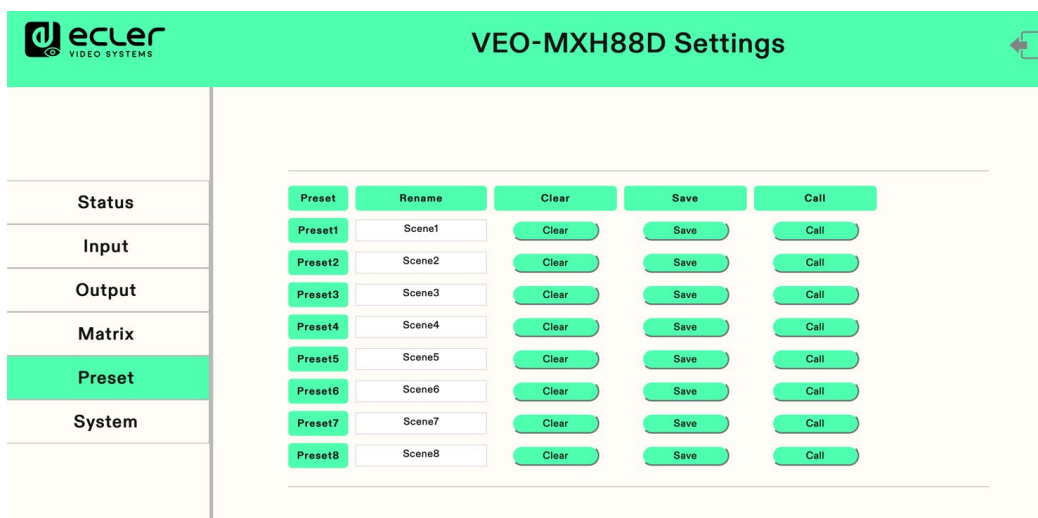 ecler
VIDEO SYSTEMS
VEO-MXH88D Settings
Status
Input
Output
Matrix
Preset
System
Preset Rename Clear Save Call
Preset1 Scene1 Clear Save Call
Preset2 Scene2 Clear Save Call
Preset3 Scene3 Clear Save Call
Preset4 Scene4 Clear Save Call
Preset5 Scene5 Clear Save Call
Preset6 Scene6 Clear Save Call
Preset7 Scene7 Clear Save Call
Preset8 Scene8 Clear Save Call